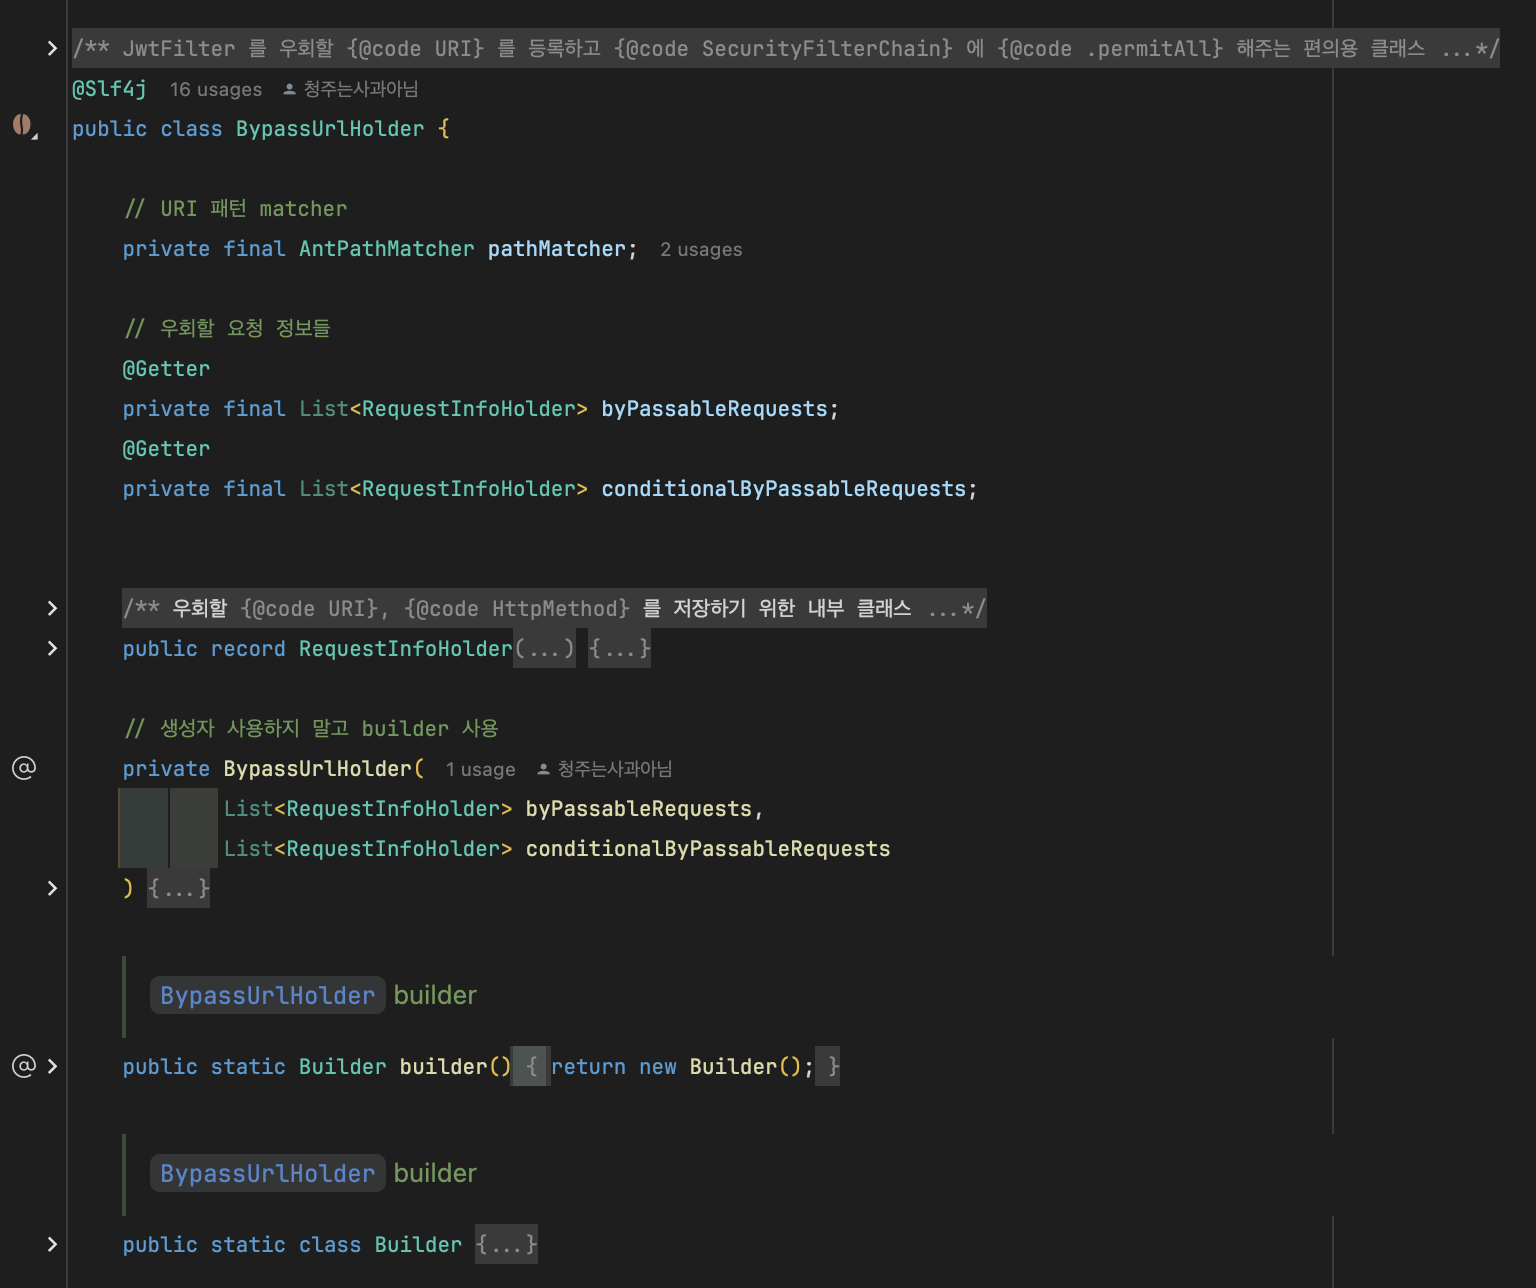 /** JwtFilter 를 우회할 {@code URI} 를 등록하고 {@code SecurityFilterChain} 에 {@code .permitAll} 해주는 편의용 클래스 ...*/
@Slf4j 16 usages 청주는사과아님
public class BypassUrlHolder {
// URI 패턴 matcher
private final AntPathMatcher pathMatcher; 2 usages
// 우회할 요청 정보들
@Getter
private final List<RequestInfoHolder> byPassableRequests;
@Getter
private final List<RequestInfoHolder> conditionalByPassableRequests;
/** 우회할 {@code URI}, {@code HttpMethod} 를 저장하기 위한 내부 클래스 ...*/
public record RequestInfoHolder(...) {...}
// 생성자 사용하지 말고 builder 사용
private BypassUrlHolder( 1 usage 청주는사과아님
List<RequestInfoHolder> byPassableRequests,
List<RequestInfoHolder> conditionalByPassableRequests
) {...}
BypassUrlHolder builder
public static Builder builder() { return new Builder(); }
BypassUrlHolder builder
public static class Builder {...}